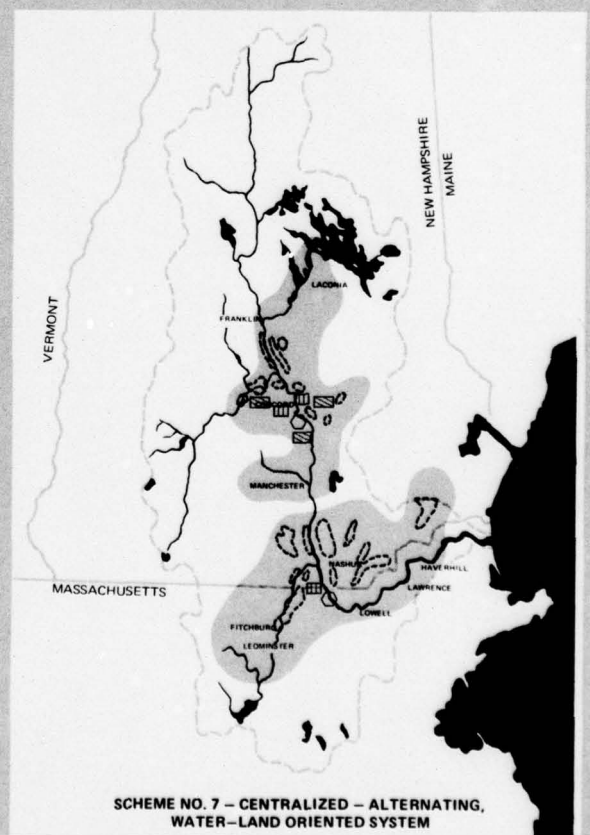 NEW HAMPSHIRE
MAINE
VERMONT
LACONIA
FRANKLIN
CONCORD
MANCHESTER
NASHUA
HAVERHILL
MASSACHUSETTS
LAWRENCE
LOWELL
FITCHBURG
LEOMINSTER
SCHEME NO. 7 – CENTRALIZED – ALTERNATING,
WATER–LAND ORIENTED SYSTEM